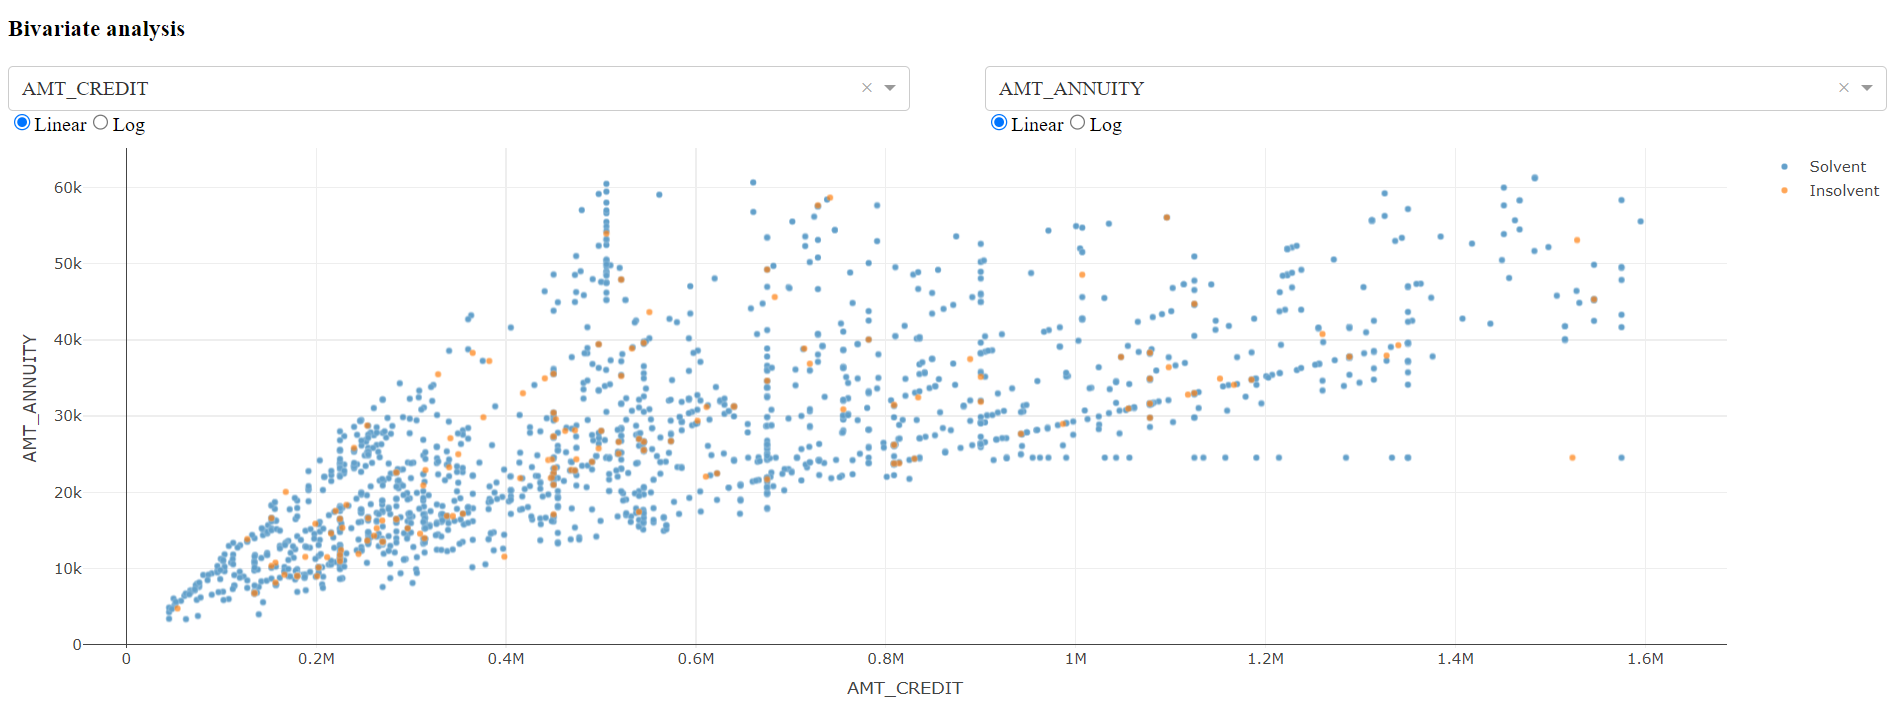 Bivariate analysis
AMT_CREDIT × AMT_ANNUITY ×
Linear Log Linear Log
Solvent
Insolvent
60k
50k
40k
30k
20k
10k
0
AMT_ANNUITY
0 0.2M 0.4M 0.6M 0.8M 1M 1.2M 1.4M 1.6M
AMT_CREDIT